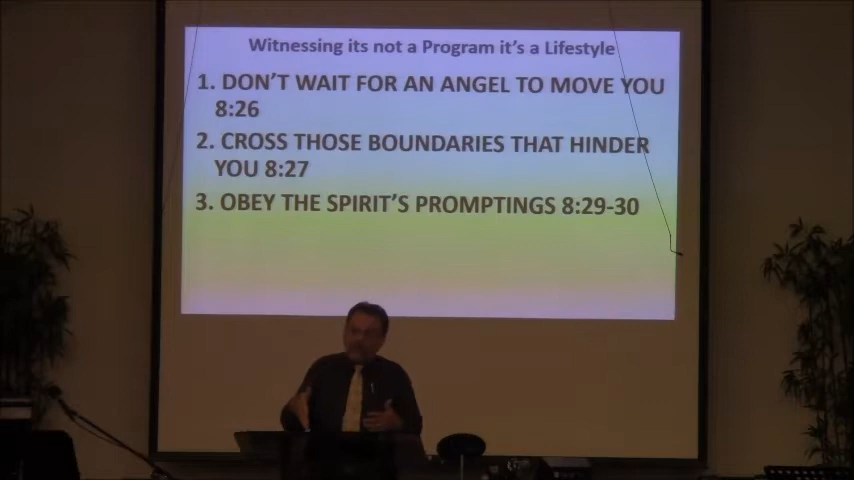 Witnessing its not a Program it's a Lifestyle
1. DON'T WAIT FOR AN ANGEL TO MOVE YOU
8:26
2. CROSS THOSE BOUNDARIES THAT HINDER
YOU 8:27
3. OBEY THE SPIRIT'S PROMPTINGS 8:29-30